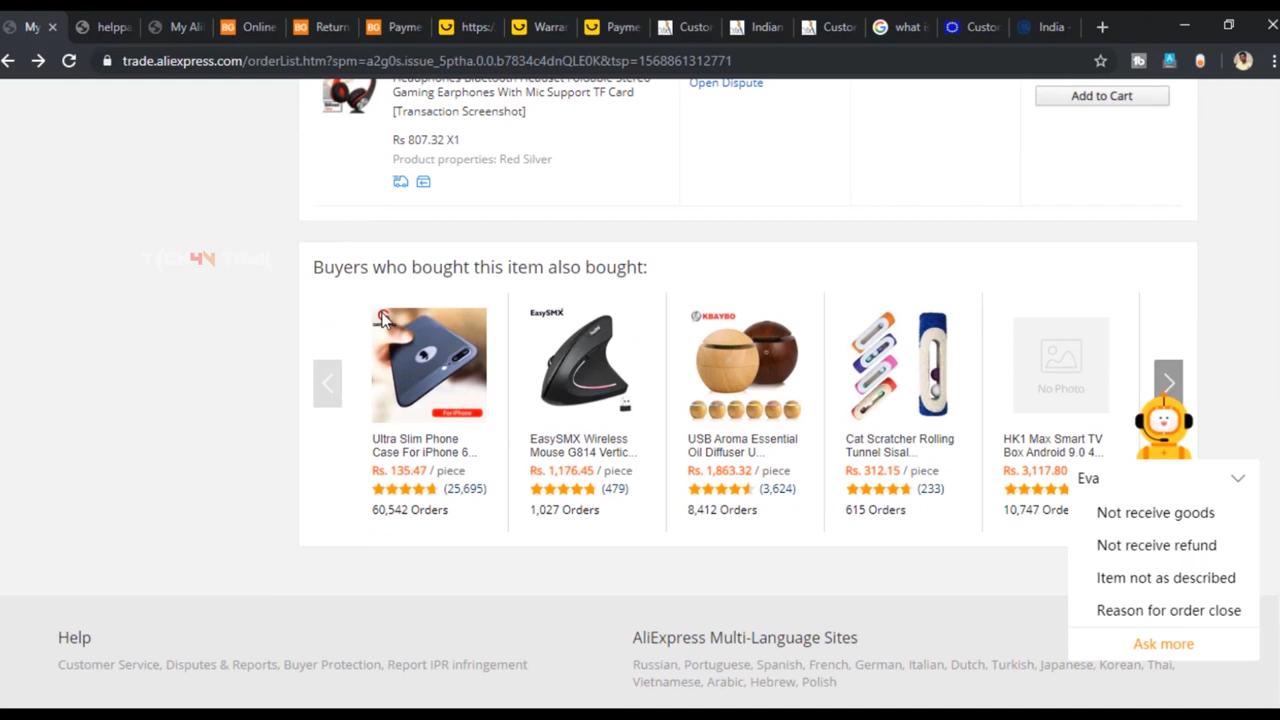 My
helppa
My Ali
BG Online
BG Return
BG Payme
https:
Warran
Payme
Custor
Indian
Custor
what i
Custor
India -
trade.aliexpress.com/orderList.htm?spm=a2g0s.issue_5ptha.0.0.b7834c4dnQLE0K&tsp=1568861312771
Headphones Bluetooth Headset Foldable Stereo
Gaming Earphones With Mic Support TF Card
[Transaction Screenshot]
Rs 807.32 X1
Product properties: Red Silver
Open Dispute
Add to Cart
Buyers who bought this item also bought:
For iPhone
Ultra Slim Phone
Case For iPhone 6...
Rs. 135.47 / piece
(25,695)
60,542 Orders
EasySMX
EasySMX Wireless
Mouse G814 Vertic...
Rs. 1,176.45 / piece
(479)
1,027 Orders
KBAYBO
USB Aroma Essential
Oil Diffuser U...
Rs. 1,863.32 / piece
(3,624)
8,412 Orders
Cat Scratcher Rolling
Tunnel Sisal...
Rs. 312.15 / piece
(233)
615 Orders
No Photo
HK1 Max Smart TV
Box Android 9.0 4...
Rs. 3,117.80
10,747 Orde
Eva
Not receive goods
Not receive refund
Item not as described
Reason for order close
Ask more
Help
Customer Service, Disputes & Reports, Buyer Protection, Report IPR infringement
AliExpress Multi-Language Sites
Russian, Portuguese, Spanish, French, German, Italian, Dutch, Turkish, Japanese, Korean, Thai,
Vietnamese, Arabic, Hebrew, Polish